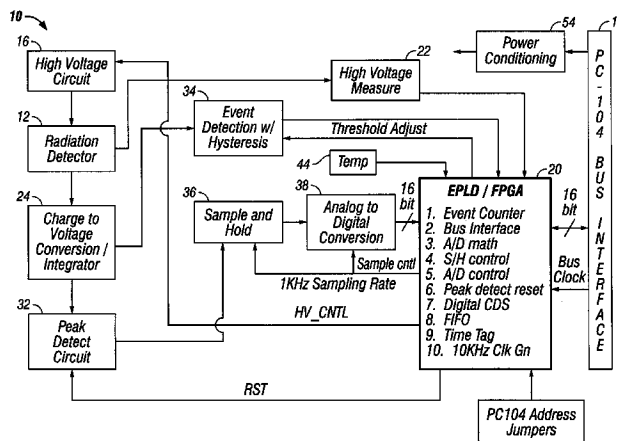 10
16
High Voltage
Circuit
12
Radiation
Detector
24
Charge to
Voltage
Conversion /
Integrator
32
Peak
Detect
Circuit
22
High Voltage
Measure
34
Event
Detection w/
Hysteresis
Threshold Adjust
44
Temp
36
Sample and
Hold
38
Analog to
Digital
Conversion
16
bit
Sample cntl
1KHz Sampling Rate
HV_CNTL
RST
20
EPLD / FPGA
1. Event Counter
2. Bus Interface
3. A/D math
4. S/H control
5. A/D control
6. Peak detect reset
7. Digital CDS
8. FIFO
9. Time Tag
10. 10KHz Clk Gn
54
Power
Conditioning
16
bit
Bus
Clock
1
PC-104 BUS INTERFACE
PC104 Address
Jumpers